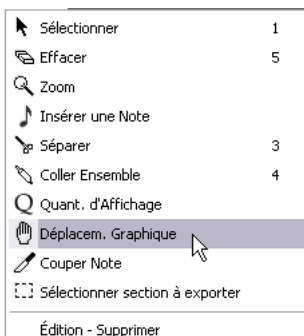 Sélectionner 1
Effacer 5
Zoom
Insérer une Note
Séparer 3
Coller Ensemble 4
Quant. d'Affichage
Déplacem. Graphique
Couper Note
Sélectionner section à exporter
Édition - Supprimer